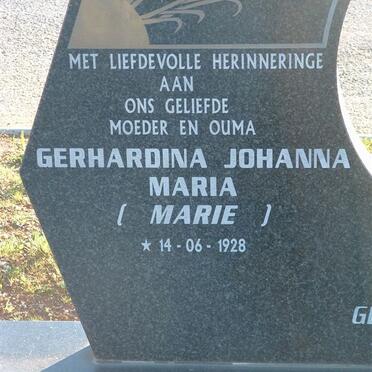 MET LIEFDEVOLLE HERINNERINGE
AAN
ONS GELIEFDE
MOEDER EN OUMA
GERHARDINA JOHANNA
MARIA
( MARIE )
★ 14 - 06 - 1928